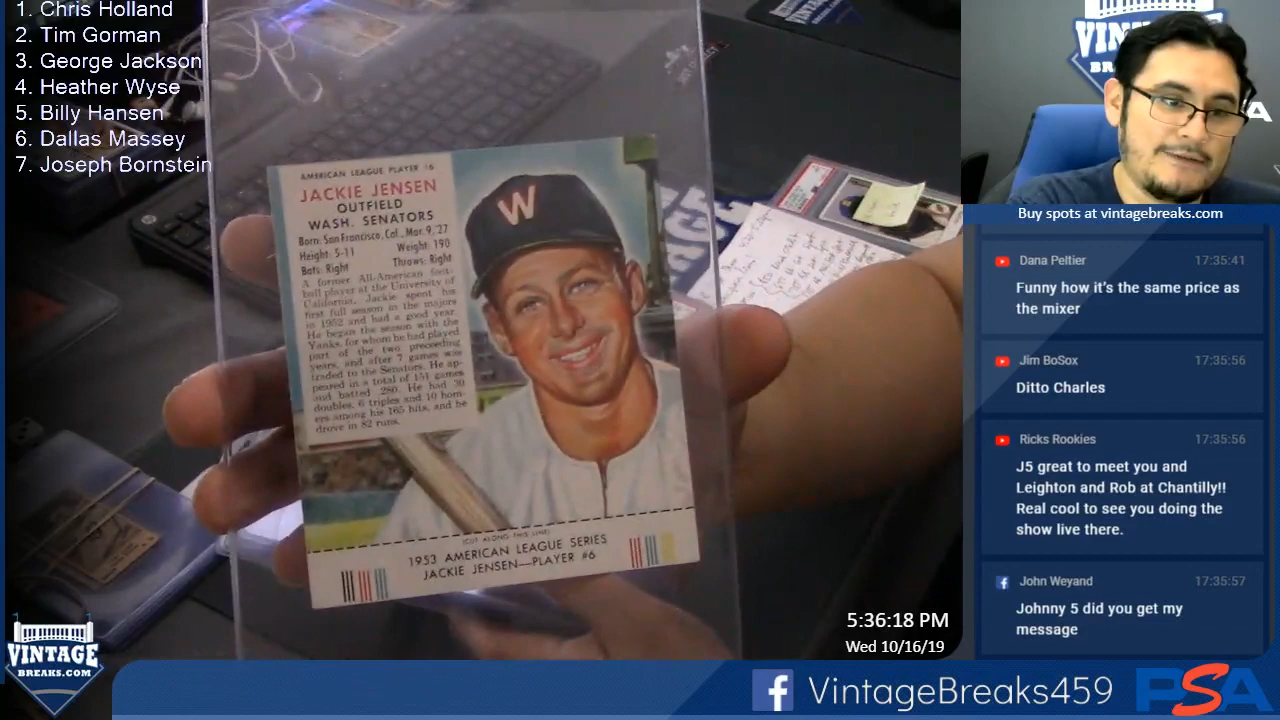 1. Chris Holland
2. Tim Gorman
3. George Jackson
4. Heather Wyse
5. Billy Hansen
6. Dallas Massey
7. Joseph Bornstein
AMERICAN LEAGUE PLAYER #6
JACKIE JENSEN
OUTFIELD
WASH. SENATORS
Born: San Francisco, Cal., Mar. 9, '27
Height: 5-11 Weight: 190
Bats: Right Throws: Right
A former All-American foot-
ball player at the University of
California, Jackie spent his
first full season in the majors
in 1952 and had a good year.
He began the season with the
Yanks, for whom he had played
part of the two preceding
years, and after 7 games was
traded to the Senators. He ap-
peared in a total of 151 games
and batted .280. He had 30
doubles, 6 triples and 10 hom-
ers among his 165 hits, and he
drove in 82 runs.
W
(CUT ALONG THIS LINE)
1953 AMERICAN LEAGUE SERIES
JACKIE JENSEN—PLAYER #6
VIN
BR
A
Buy spots at vintagebreaks.com
Dana Peltier 17:35:41
Funny how it's the same price as
the mixer
Jim BoSox 17:35:56
Ditto Charles
Ricks Rookies 17:35:56
J5 great to meet you and
Leighton and Rob at Chantilly!!
Real cool to see you doing the
show live there.
John Weyand 17:35:57
Johnny 5 did you get my
message
5:36:18 PM
Wed 10/16/19
VINTAGE
BREAKS.COM
f VintageBreaks459
PSA